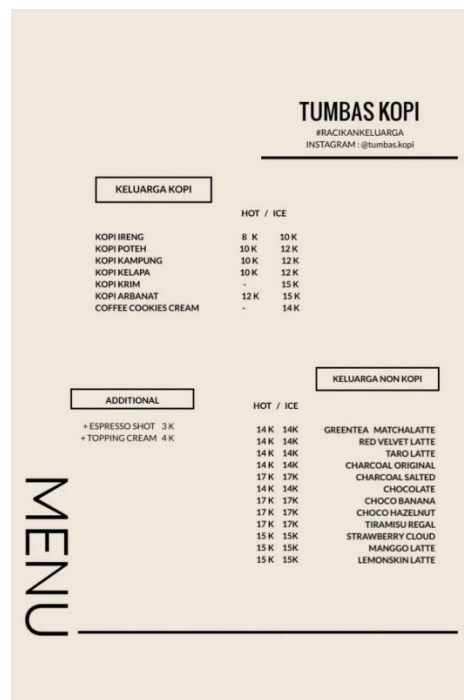 TUMBAS KOPI
#RACIKANKELUARGA
INSTAGRAM : @tumbas.kopi
KELUARGA KOPI
HOT / ICE
KOPI IRENG 8 K 10 K
KOPI POTEH 10 K 12 K
KOPI KAMPUNG 10 K 12 K
KOPI KELAPA 10 K 12 K
KOPI KRIM - 15 K
KOPI ARBANAT 12 K 15 K
COFFEE COOKIES CREAM - 14 K
KELUARGA NON KOPI
HOT / ICE
14 K 14K GREENTEA MATCHALATTE
14 K 14K RED VELVET LATTE
14 K 14K TARO LATTE
14 K 14K CHARCOAL ORIGINAL
17 K 17K CHARCOAL SALTED
14 K 14K CHOCOLATE
17 K 17K CHOCO BANANA
17 K 17K CHOCO HAZELNUT
17 K 17K TIRAMISU REGAL
15 K 15K STRAWBERRY CLOUD
15 K 15K MANGGO LATTE
15 K 15K LEMONSKIN LATTE
ADDITIONAL
+ ESPRESSO SHOT 3 K
+ TOPPING CREAM 4 K
MENU